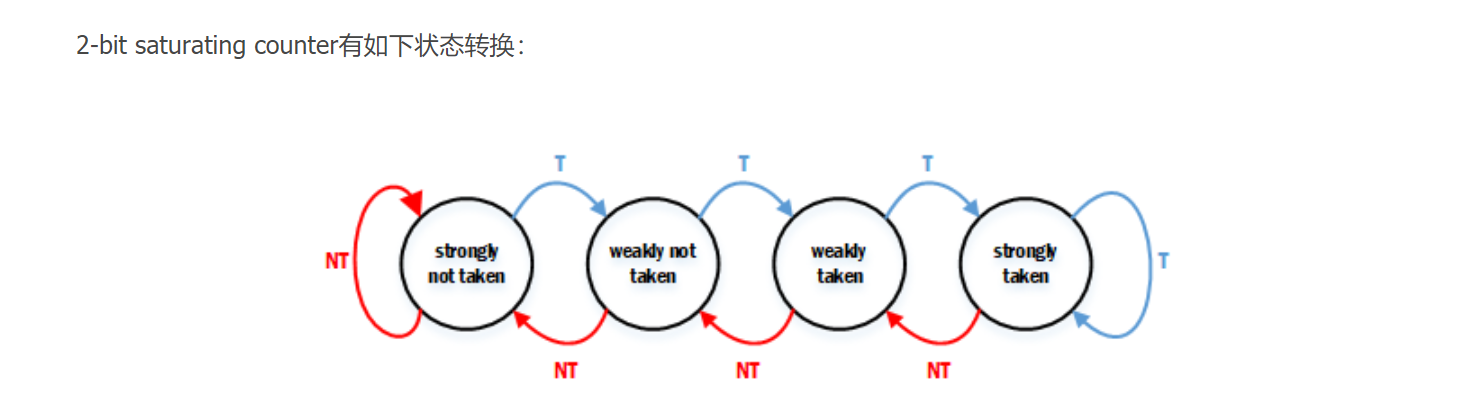 2-bit saturating counter有如下状态转换：
T T T
strongly not taken
weakly not taken
weakly taken
strongly taken
NT
T
NT NT NT